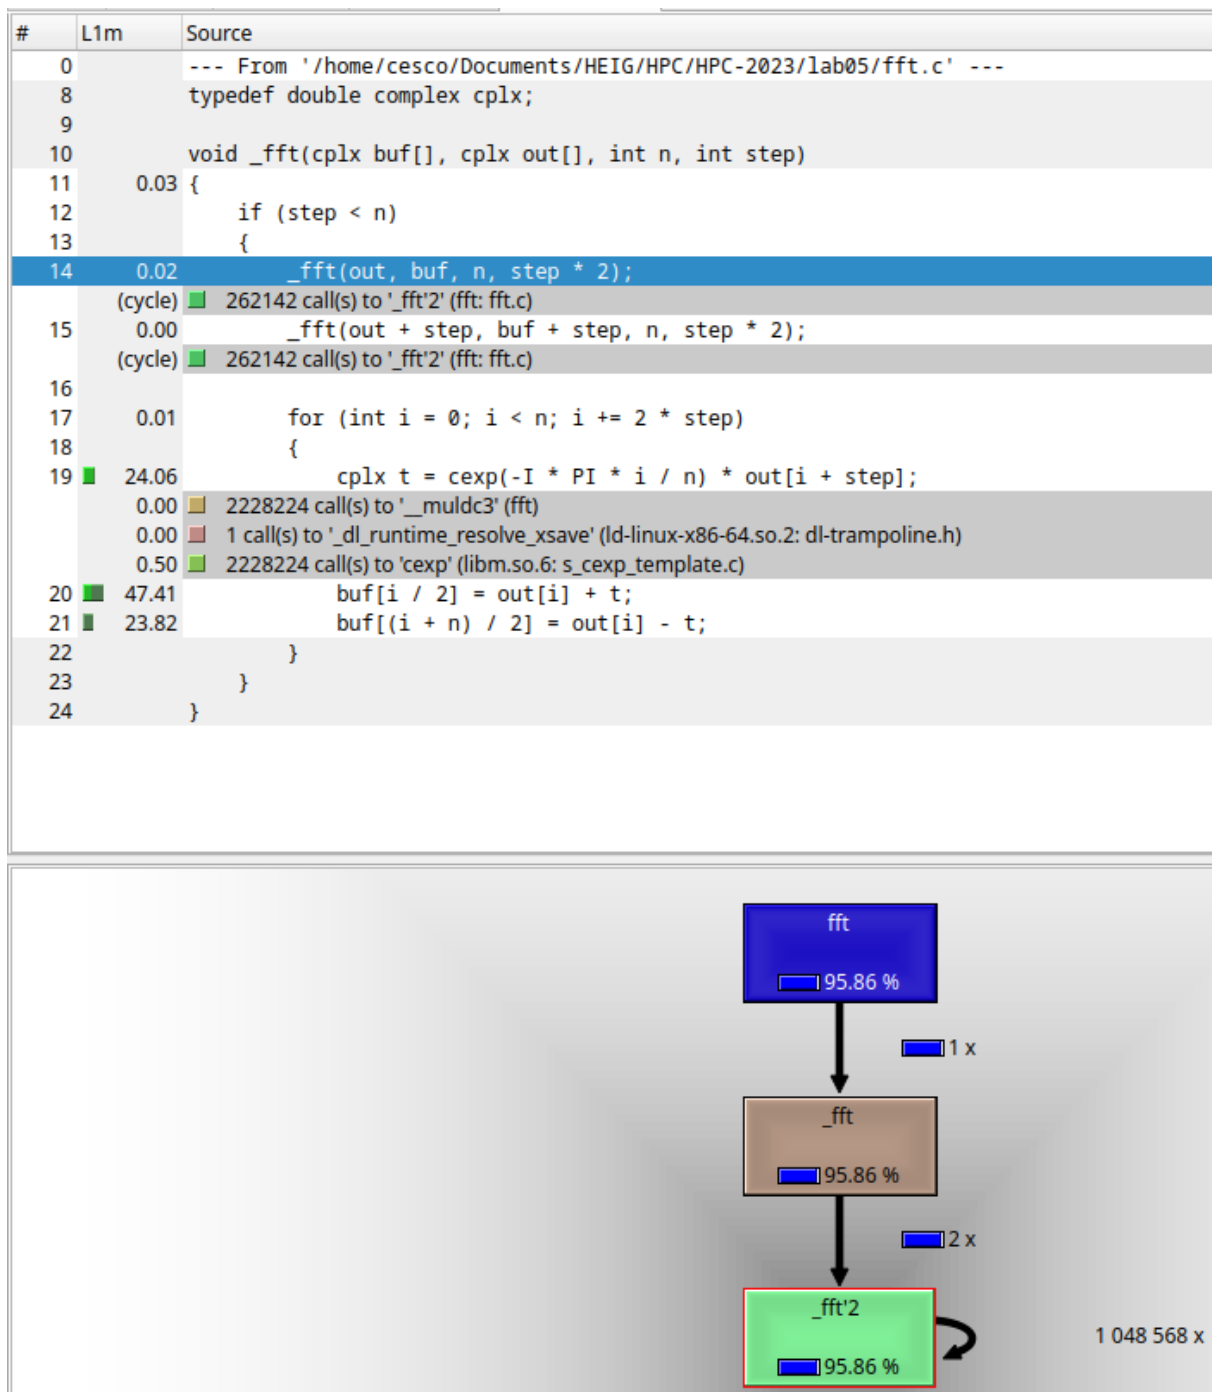 # L1m Source
0 --- From '/home/cesco/Documents/HEIG/HPC/HPC-2023/lab05/fft.c' ---
8 typedef double complex cplx;
9
10 void _fft(cplx buf[], cplx out[], int n, int step)
11 0.03 {
12 if (step < n)
13 {
14 0.02 _fft(out, buf, n, step * 2);
(cycle) 262142 call(s) to '_fft'2' (fft: fft.c)
15 0.00 _fft(out + step, buf + step, n, step * 2);
(cycle) 262142 call(s) to '_fft'2' (fft: fft.c)
16
17 0.01 for (int i = 0; i < n; i += 2 * step)
18 {
19 24.06 cplx t = cexp(-I * PI * i / n) * out[i + step];
0.00 2228224 call(s) to '__muldc3' (fft)
0.00 1 call(s) to '_dl_runtime_resolve_xsave' (ld-linux-x86-64.so.2: dl-trampoline.h)
0.50 2228224 call(s) to 'cexp' (libm.so.6: s_cexp_template.c)
20 47.41 buf[i / 2] = out[i] + t;
21 23.82 buf[(i + n) / 2] = out[i] - t;
22 }
23 }
24 }
fft
95.86 %
1 x
_fft
95.86 %
2 x
_fft'2
1 048 568 x
95.86 %